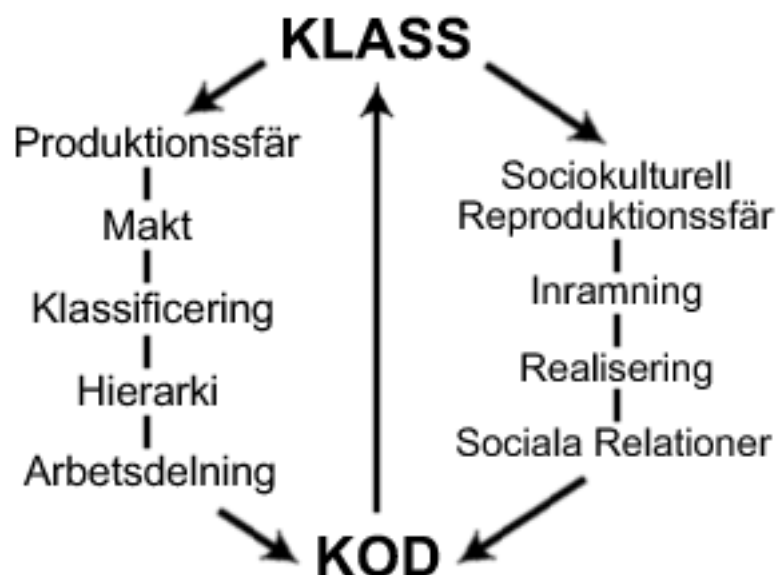 KLASS
Produktionssfär
Makt
Klassificering
Hierarki
Arbetsdelning
Sociokulturell
Reproduktionssfär
Inramning
Realisering
Sociala Relationer
KOD